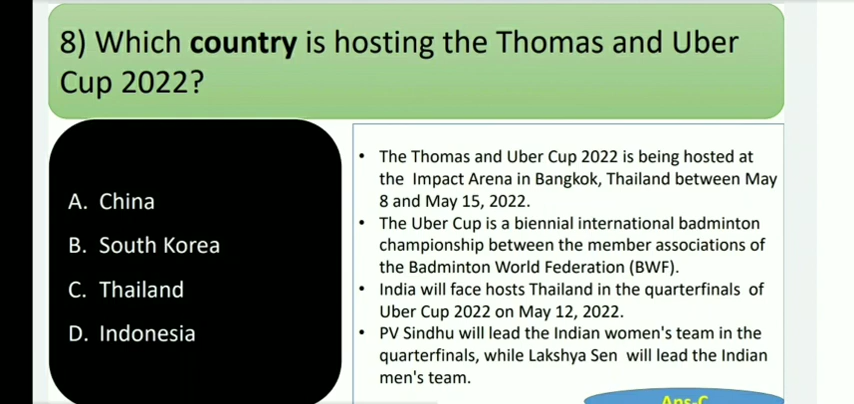 8) Which country is hosting the Thomas and Uber
Cup 2022?
A. China
B. South Korea
C. Thailand
D. Indonesia
• The Thomas and Uber Cup 2022 is being hosted at
the Impact Arena in Bangkok, Thailand between May
8 and May 15, 2022.
• The Uber Cup is a biennial international badminton
championship between the member associations of
the Badminton World Federation (BWF).
• India will face hosts Thailand in the quarterfinals of
Uber Cup 2022 on May 12, 2022.
• PV Sindhu will lead the Indian women's team in the
quarterfinals, while Lakshya Sen will lead the Indian
men's team.
Ans-C